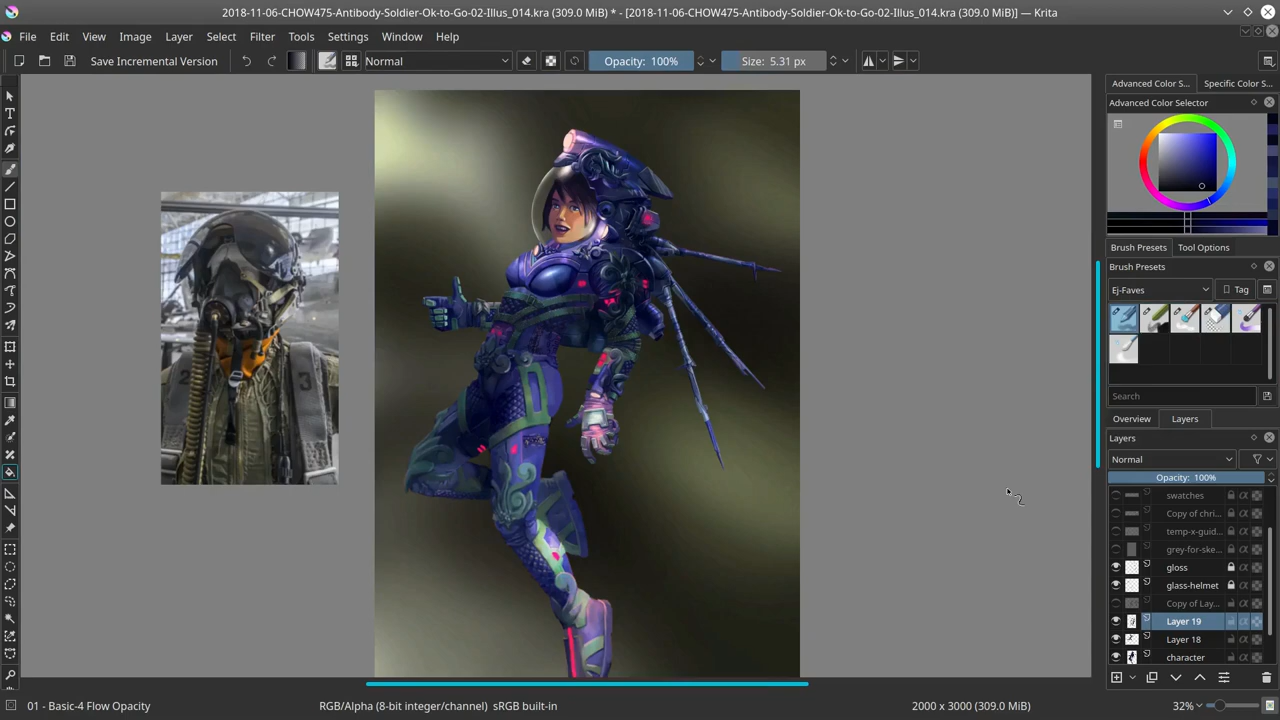 2018-11-06-CHOW475-Antibody-Soldier-Ok-to-Go-02-Illus_014.kra (309.0 MiB) * - [2018-11-06-CHOW475-Antibody-Soldier-Ok-to-Go-02-Illus_014.kra (309.0 MiB)] — Krita
File Edit View Image Layer Select Filter Tools Settings Window Help
Save Incremental Version Normal Opacity: 100% Size: 5.31 px
Advanced Color S... Specific Color S...
Advanced Color Selector
Brush Presets Tool Options
Brush Presets
Ej-Faves Tag
Search
Overview Layers
Layers
Normal
Opacity: 100%
swatches
Copy of chri...
temp-x-guid...
grey-for-ske...
gloss
glass-helmet
Copy of Lay...
Layer 19
Layer 18
character
2 3
01 - Basic-4 Flow Opacity RGB/Alpha (8-bit integer/channel) sRGB built-in 2000 x 3000 (309.0 MiB) 32%